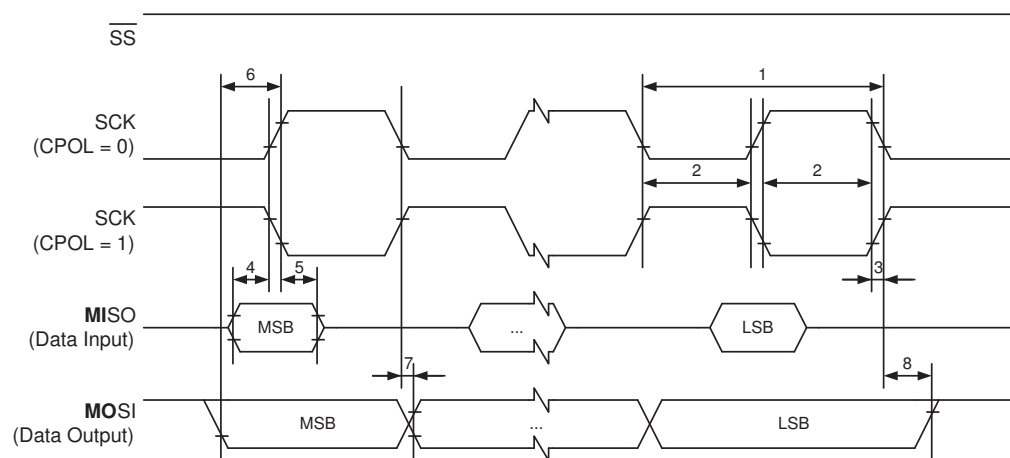 SS
6
1
SCK
(CPOL = 0)
2
2
SCK
(CPOL = 1)
4
5
3
MISO
(Data Input)
MSB
...
LSB
7
8
MOSI
(Data Output)
MSB
...
LSB